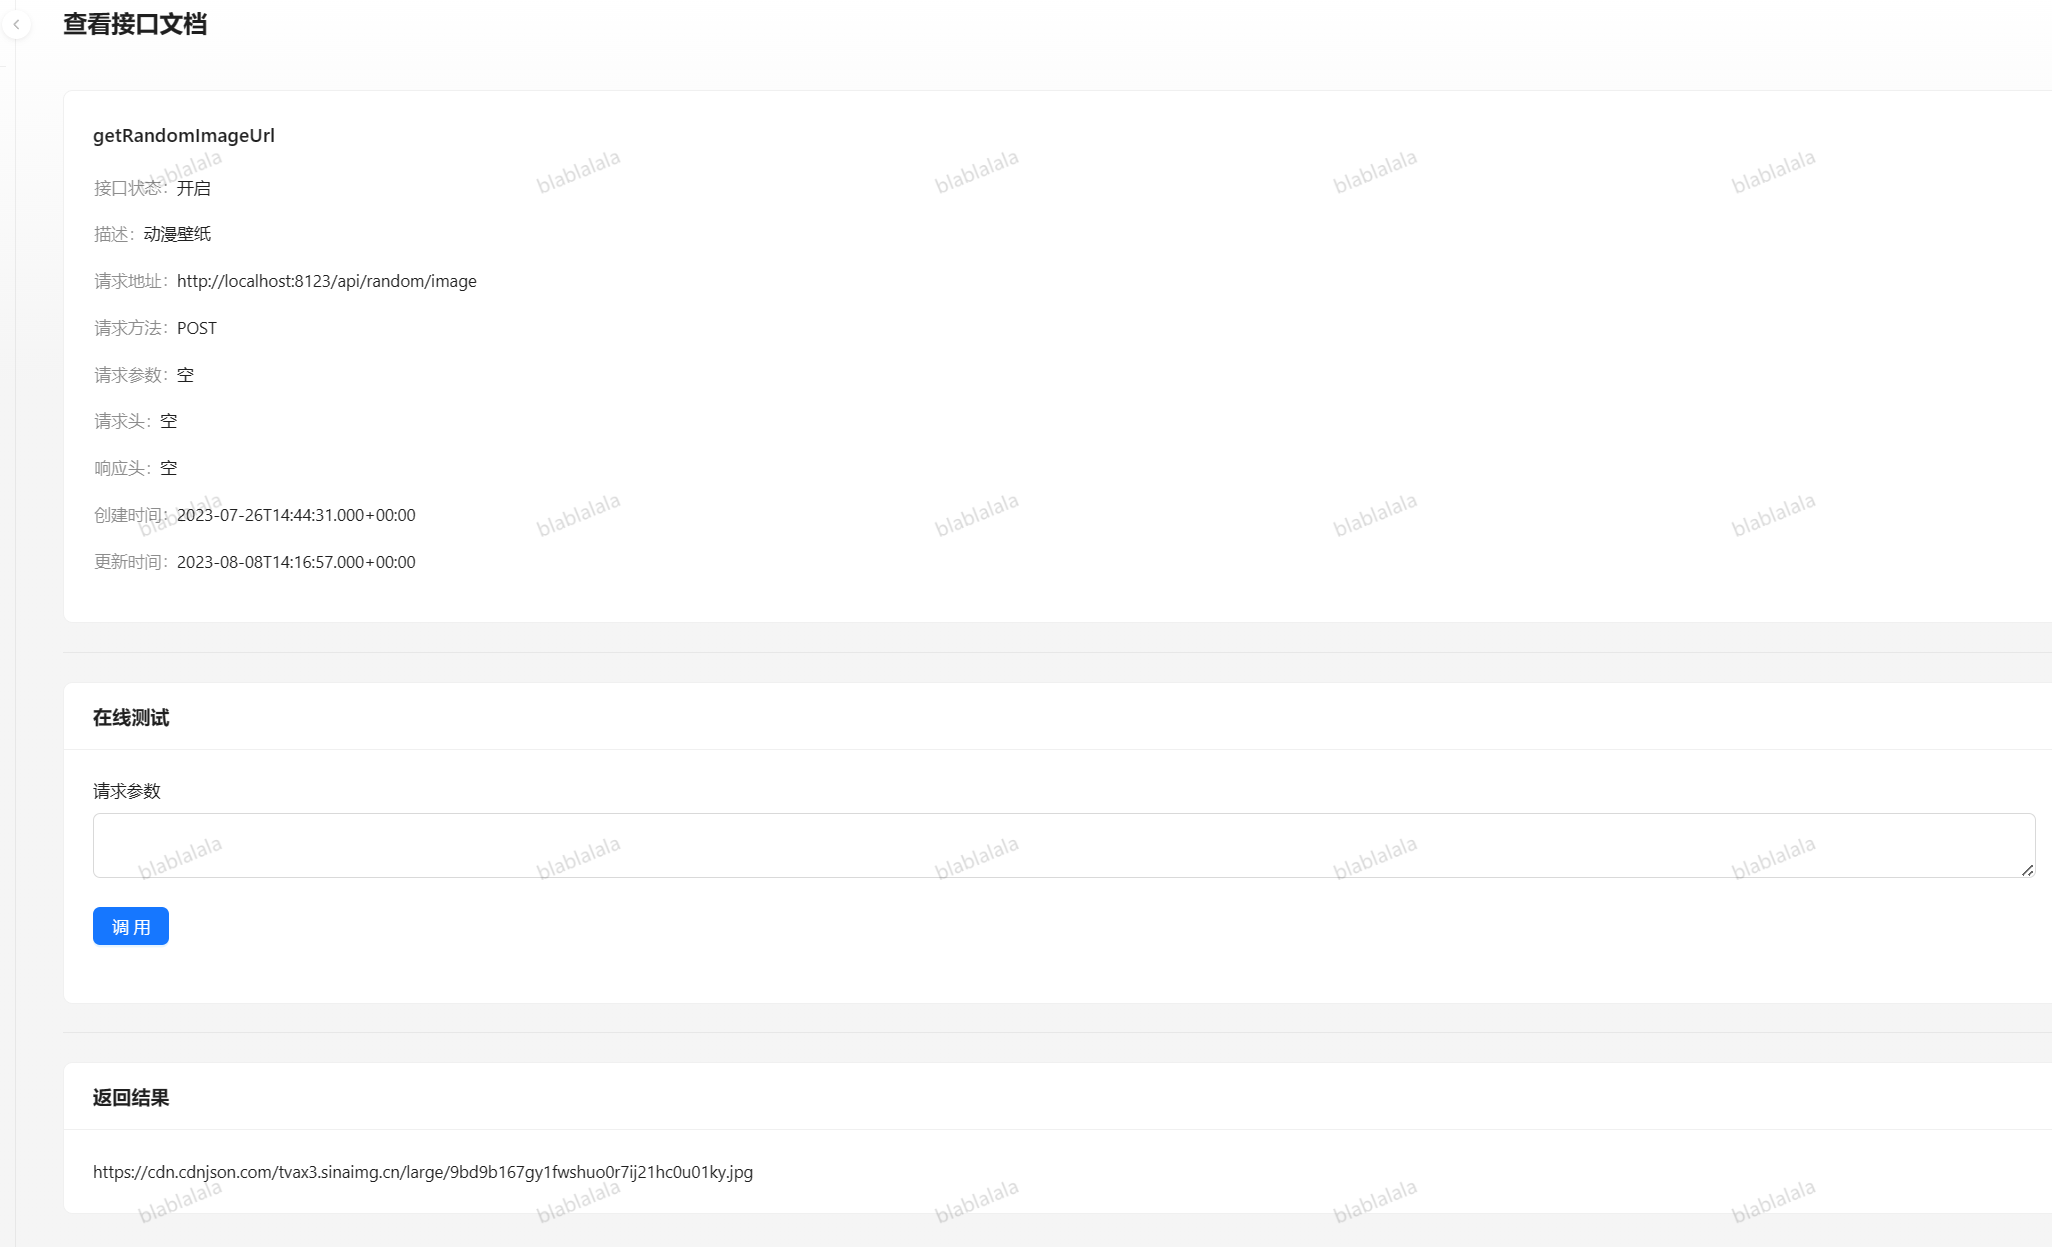 查看接口文档
getRandomImageUrl
blablalala blablalala blablalala blablalala blablalala
接口状态：开启
描述：动漫壁纸
请求地址：http://localhost:8123/api/random/image
请求方法：POST
请求参数：空
请求头：空
响应头：空
blablalala blablalala blablalala blablalala blablalala
创建时间：2023-07-26T14:44:31.000+00:00
更新时间：2023-08-08T14:16:57.000+00:00
在线测试
请求参数
blablalala blablalala blablalala blablalala blablalala
调 用
返回结果
https://cdn.cdnjson.com/tvax3.sinaimg.cn/large/9bd9b167gy1fwshuo0r7ij21hc0u01ky.jpg
blablalala blablalala blablalala blablalala blablalala